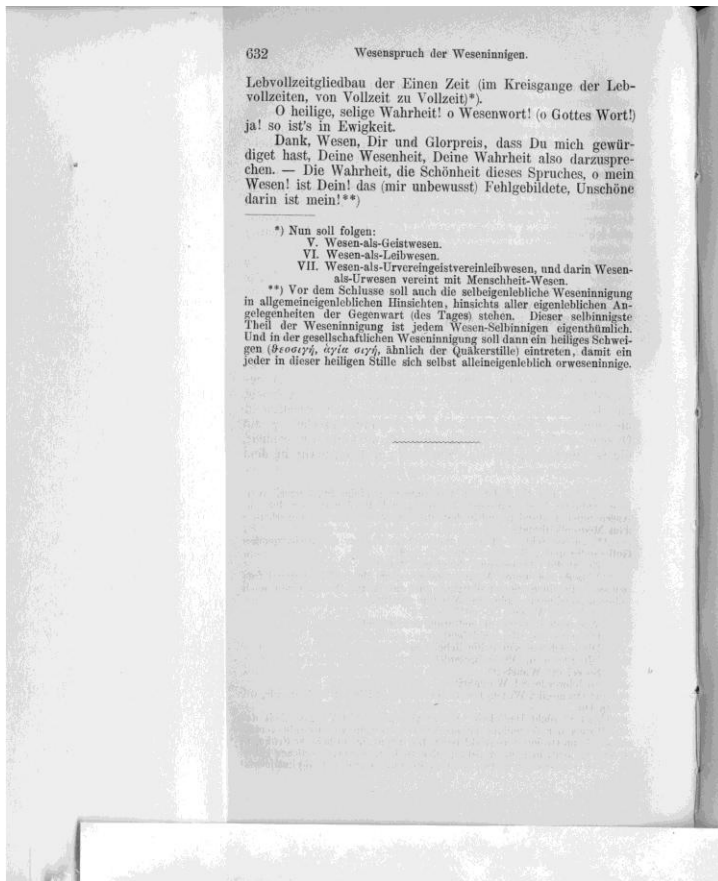 632 Wesenspruch der Weseninnigen.
Lebvollzeitgliedbau der Einen Zeit (im Kreisgange der Leb-
vollzeiten, von Vollzeit zu Vollzeit)*).
O heilige, selige Wahrheit! o Wesenwort! (o Gottes Wort!)
ja! so ist's in Ewigkeit.
Dank, Wesen, Dir und Glorpreis, dass Du mich gewür-
diget hast, Deine Wesenheit, Deine Wahrheit also darzuspre-
chen. — Die Wahrheit, die Schönheit dieses Spruches, o mein
Wesen! ist Dein! das (mir unbewusst) Fehlgebildete, Unschöne
darin ist mein!**)
*) Nun soll folgen:
V. Wesen-als-Geistwesen.
VI. Wesen-als-Leibwesen.
VII. Wesen-als-Urvereingeistvereinleibwesen, und darin Wesen-
als-Urwesen vereint mit Menschheit-Wesen.
**) Vor dem Schlusse soll auch die selbeigenlebliche Weseninnigung
in allgemeineigenleblichen Hinsichten, hinsichts aller eigenleblichen An-
gelegenheiten der Gegenwart (des Tages) stehen. Dieser selbinnigste
Theil der Weseninnigung ist jedem Wesen-Selbinnigen eigenthümlich.
Und in der gesellschaftlichen Weseninnigung soll dann ein heiliges Schwei-
gen (θεοσιγή, ἁγία σιγή, ähnlich der Quäkerstille) eintreten, damit ein
jeder in dieser heiligen Stille sich selbst alleineigenleblich orweseninnige.